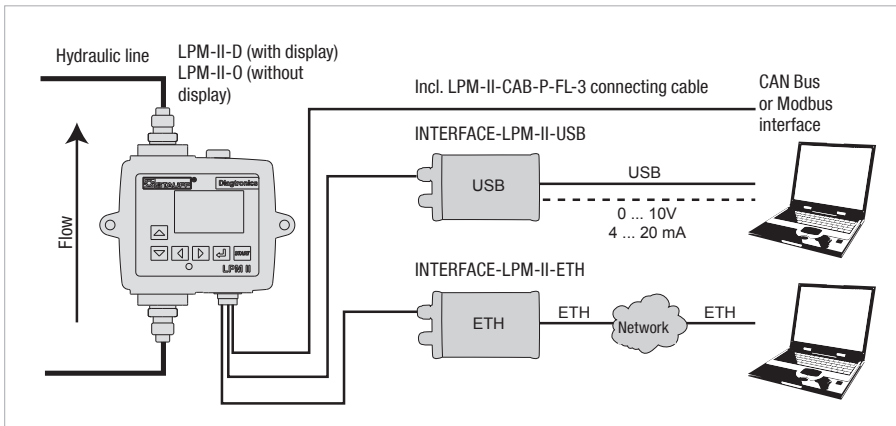 Hydraulic line
LPM-II-D (with display)
LPM-II-O (without
display)
Incl. LPM-II-CAB-P-FL-3 connecting cable
CAN Bus
or Modbus
interface
INTERFACE-LPM-II-USB
USB
USB
0 ... 10V
4 ... 20 mA
Flow
STAUFF®
Diagtronics
START
LPM II
INTERFACE-LPM-II-ETH
ETH
ETH
Network
ETH